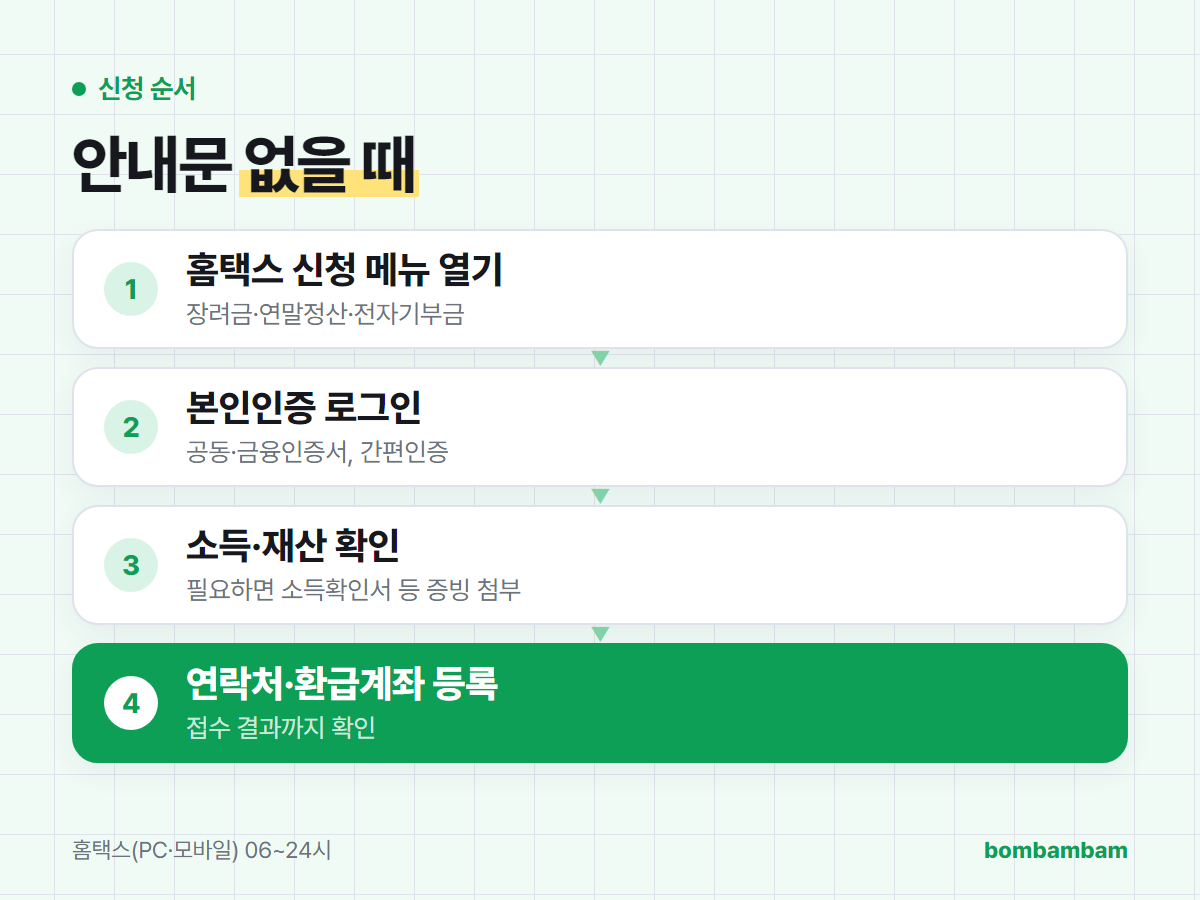 신청 순서
안내문 없을 때
1
홈택스 신청 메뉴 열기
장려금·연말정산·전자기부금
2
본인인증 로그인
공동·금융인증서, 간편인증
3
소득·재산 확인
필요하면 소득확인서 등 증빙 첨부
4
연락처·환급계좌 등록
접수 결과까지 확인
홈택스(PC·모바일) 06~24시
bombambam